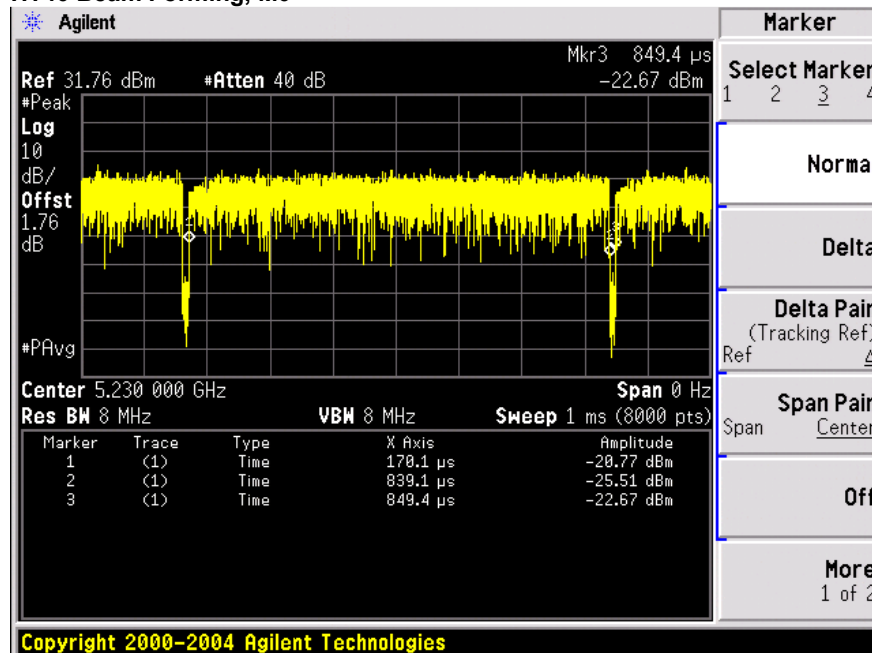 Agilent
Marker
Mkr3 849.4 µs
Ref 31.76 dBm #Atten 40 dB -22.67 dBm
#Peak
Log
10
dB/
Offst
1.76
dB
#PAvg
Center 5.230 000 GHz Span 0 Hz
Res BW 8 MHz VBW 8 MHz Sweep 1 ms (8000 pts)
Marker Trace Type X Axis Amplitude
1 (1) Time 170.1 µs -20.77 dBm
2 (1) Time 839.1 µs -25.51 dBm
3 (1) Time 849.4 µs -22.67 dBm
Select Marker
1 2 3 4
Norma
Delta
Delta Pair
(Tracking Ref)
Ref Δ
Span Pair
Span Center
Off
More
1 of 2
Copyright 2000-2004 Agilent Technologies